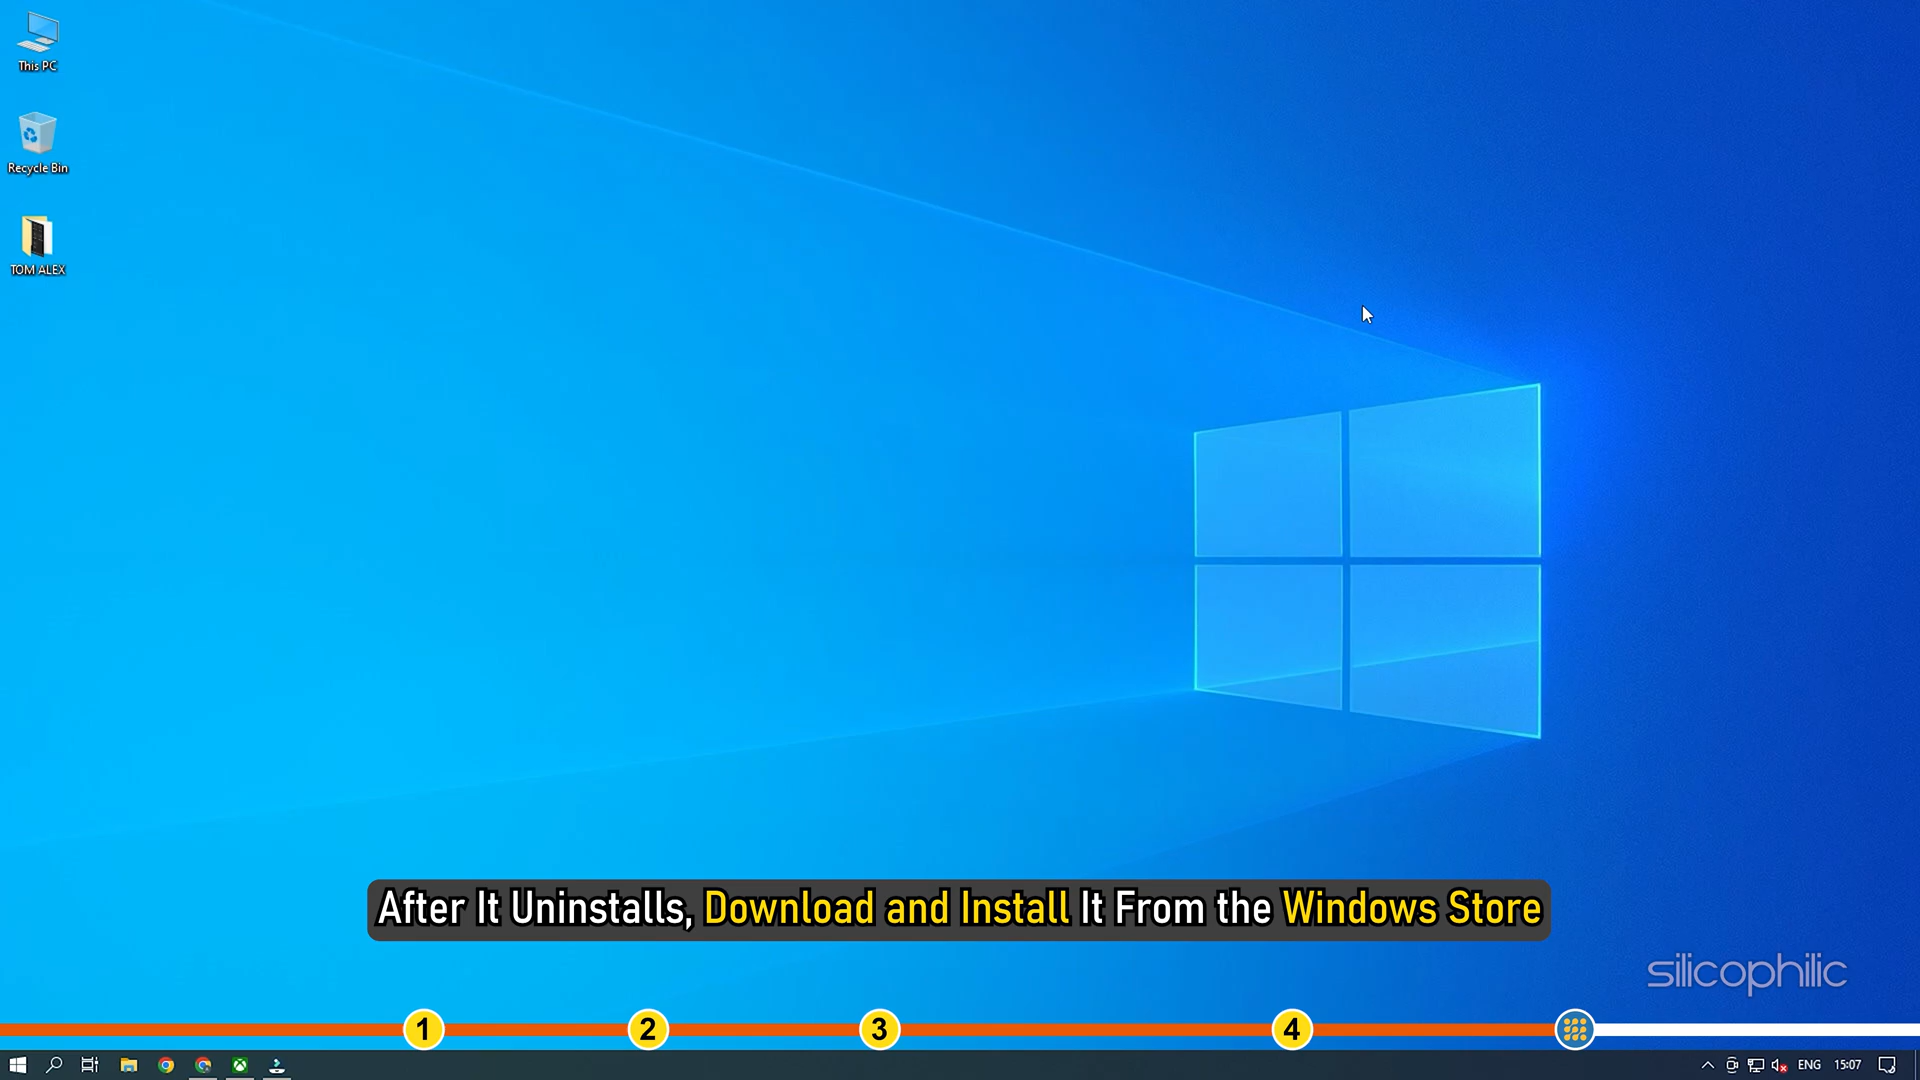 This PC
Recycle Bin
TOM ALEX
After It Uninstalls, Download and Install It From the Windows Store
silicophilic
1 2 3 4
ENG 15:07